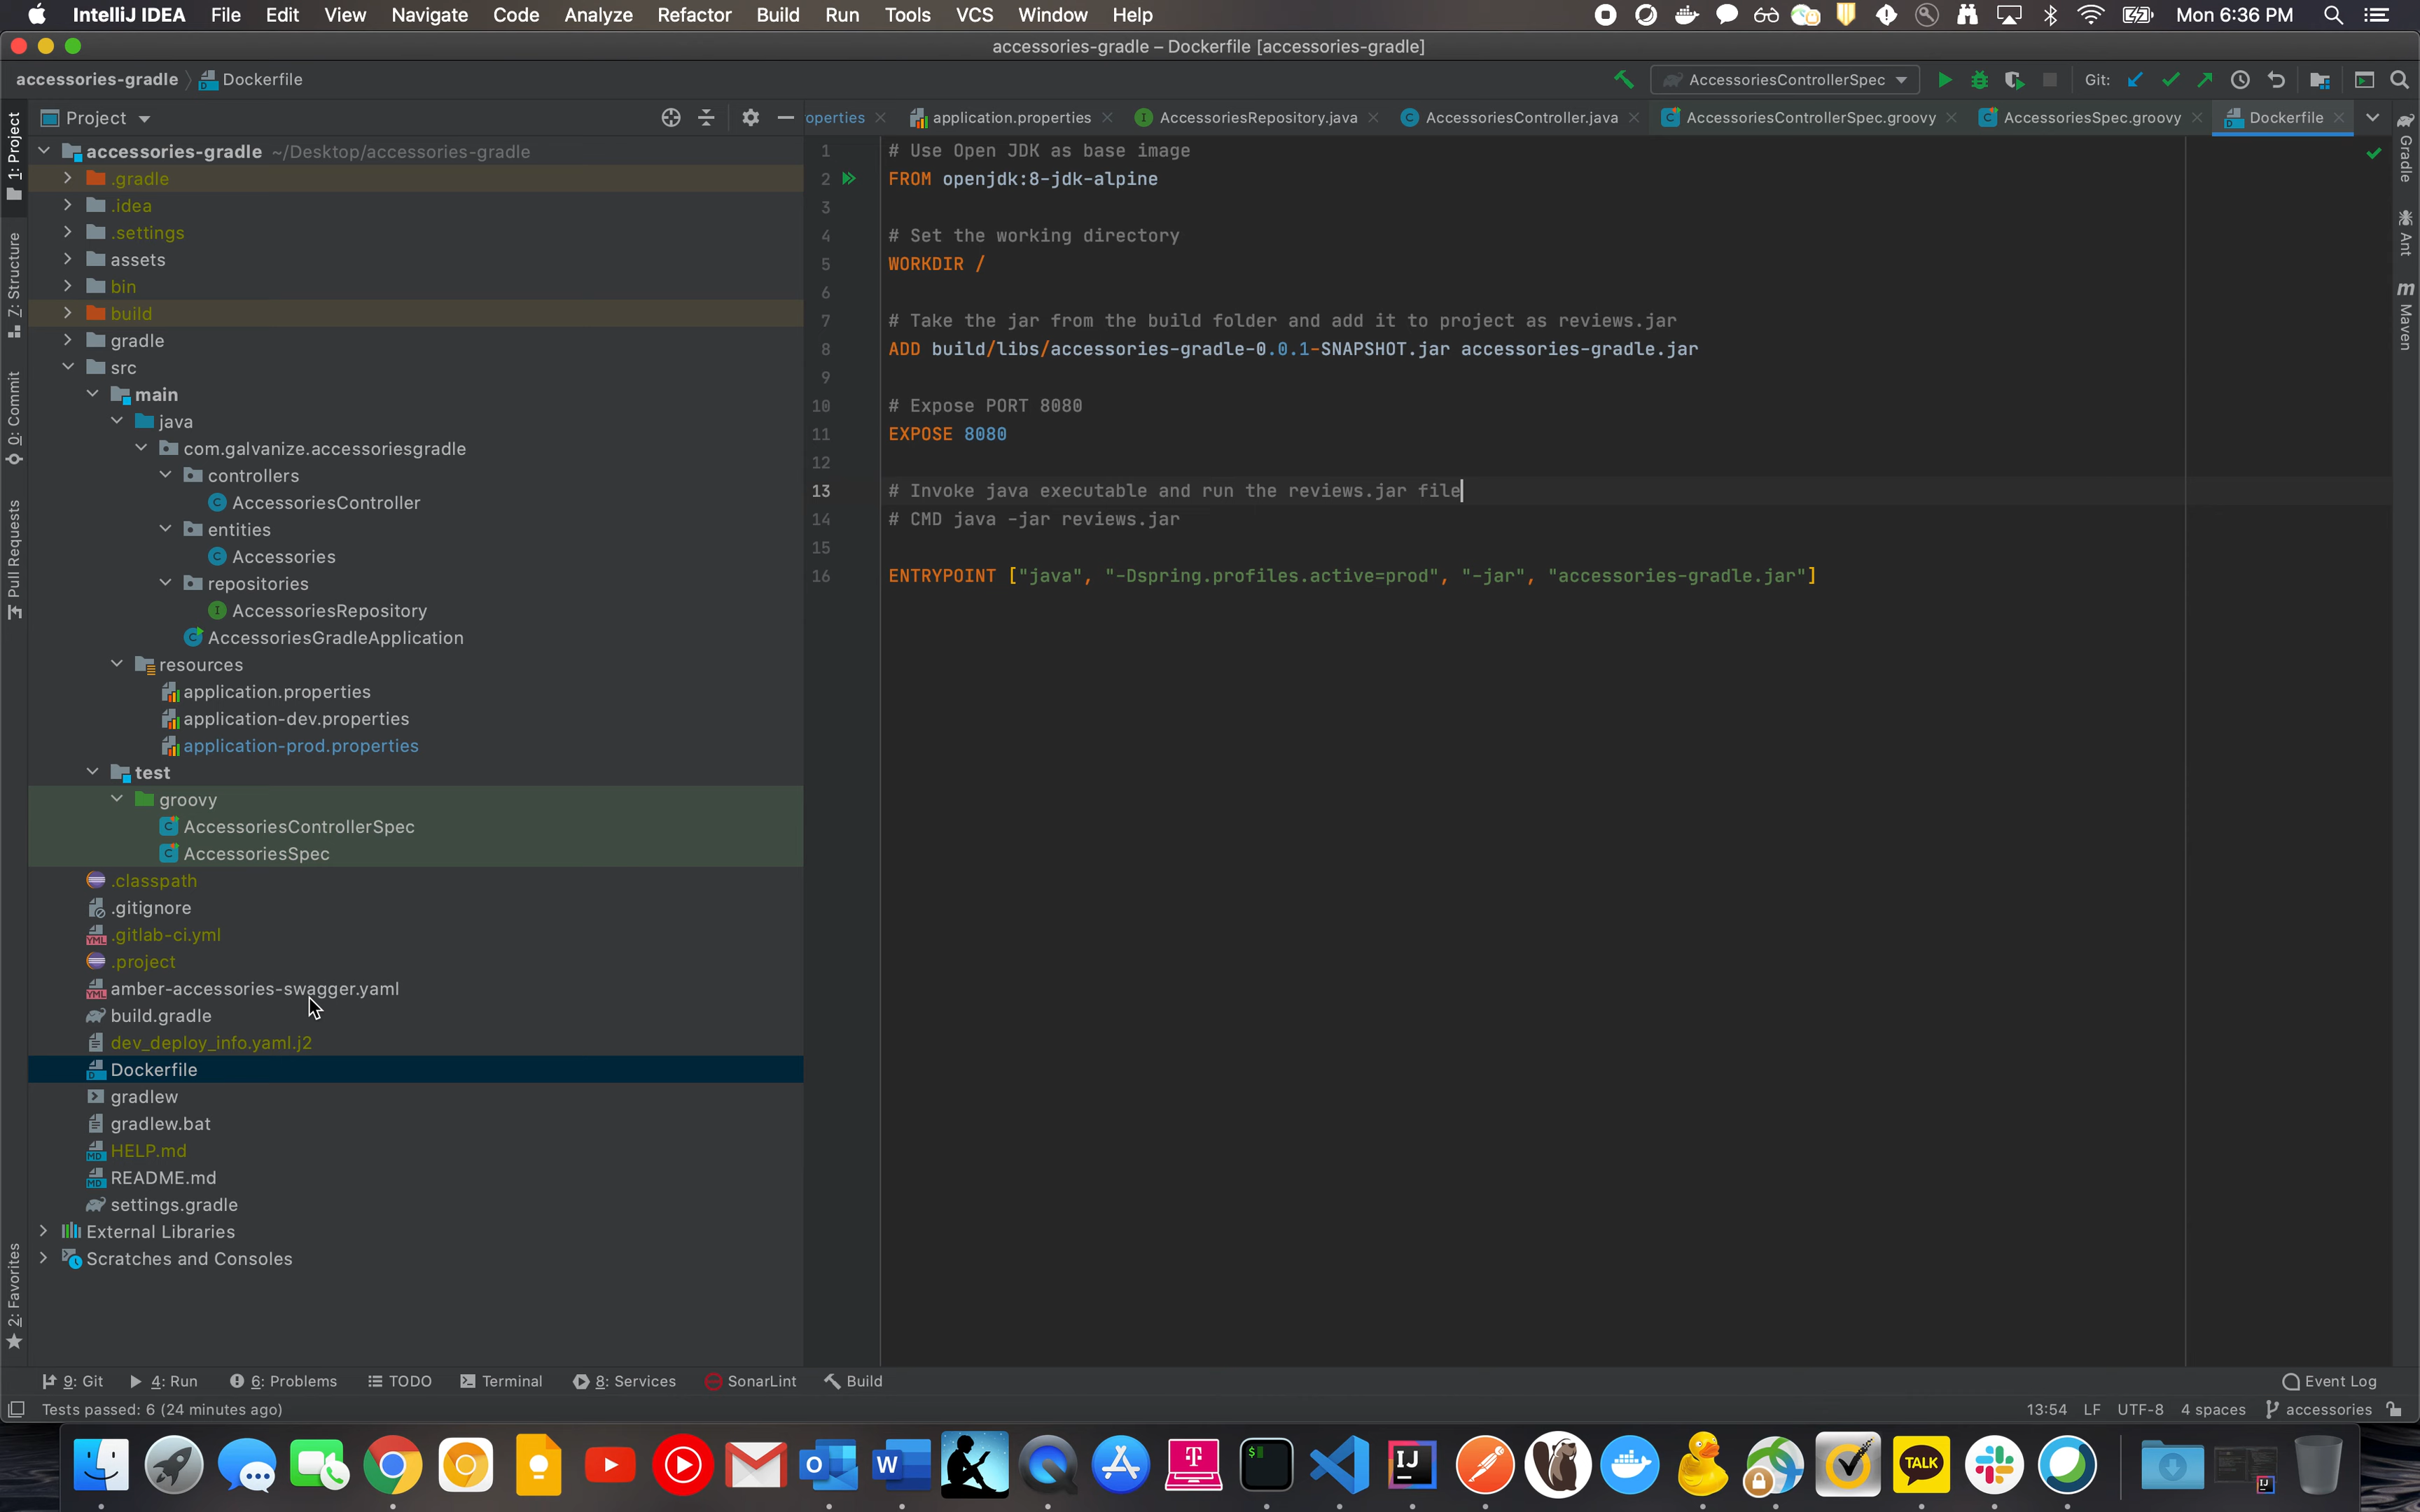 IntelliJ IDEA File Edit View Navigate Code Analyze Refactor Build Run Tools VCS Window Help Mon 6:36 PM
accessories-gradle – Dockerfile [accessories-gradle]
accessories-gradle Dockerfile AccessoriesControllerSpec Git:
Project
operties application.properties AccessoriesRepository.java AccessoriesController.java AccessoriesControllerSpec.groovy AccessoriesSpec.groovy Dockerfile
1: Project
Z: Structure
0: Commit
Pull Requests
2: Favorites
accessories-gradle ~/Desktop/accessories-gradle
.gradle
.idea
.settings
assets
bin
build
gradle
src
main
java
com.galvanize.accessoriesgradle
controllers
AccessoriesController
entities
Accessories
repositories
AccessoriesRepository
AccessoriesGradleApplication
resources
application.properties
application-dev.properties
application-prod.properties
test
groovy
AccessoriesControllerSpec
AccessoriesSpec
.classpath
.gitignore
.gitlab-ci.yml
.project
amber-accessories-swagger.yaml
build.gradle
dev_deploy_info.yaml.j2
Dockerfile
gradlew
gradlew.bat
HELP.md
README.md
settings.gradle
External Libraries
Scratches and Consoles
1 # Use Open JDK as base image
2 FROM openjdk:8-jdk-alpine
3
4 # Set the working directory
5 WORKDIR /
6
7 # Take the jar from the build folder and add it to project as reviews.jar
8 ADD build/libs/accessories-gradle-0.0.1-SNAPSHOT.jar accessories-gradle.jar
9
10 # Expose PORT 8080
11 EXPOSE 8080
12
13 # Invoke java executable and run the reviews.jar file
14 # CMD java -jar reviews.jar
15
16 ENTRYPOINT ["java", "-Dspring.profiles.active=prod", "-jar", "accessories-gradle.jar"]
Gradle
Ant
m Maven
9: Git 4: Run 6: Problems TODO Terminal 8: Services SonarLint Build Event Log
Tests passed: 6 (24 minutes ago) 13:54 LF UTF-8 4 spaces accessories
O W T $ IJ TALK